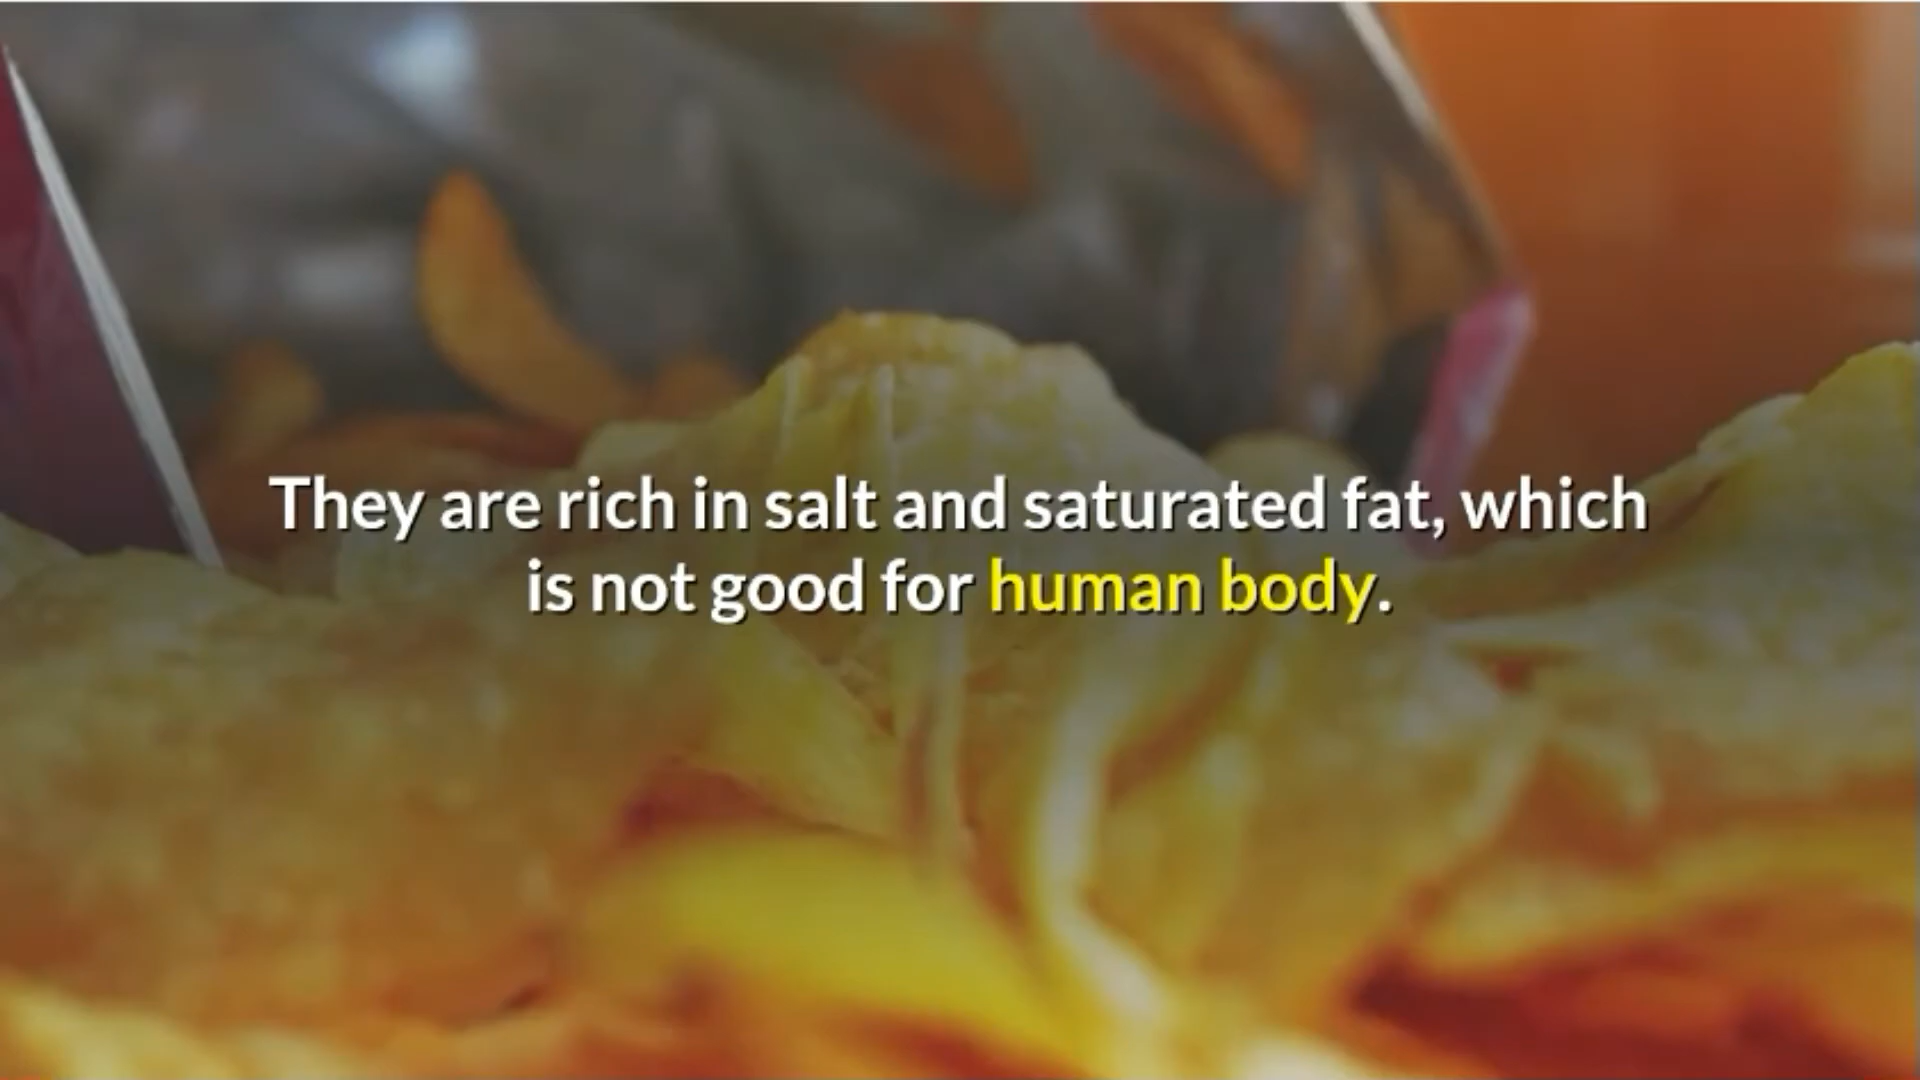 They are rich in salt and saturated fat, which
is not good for human body.